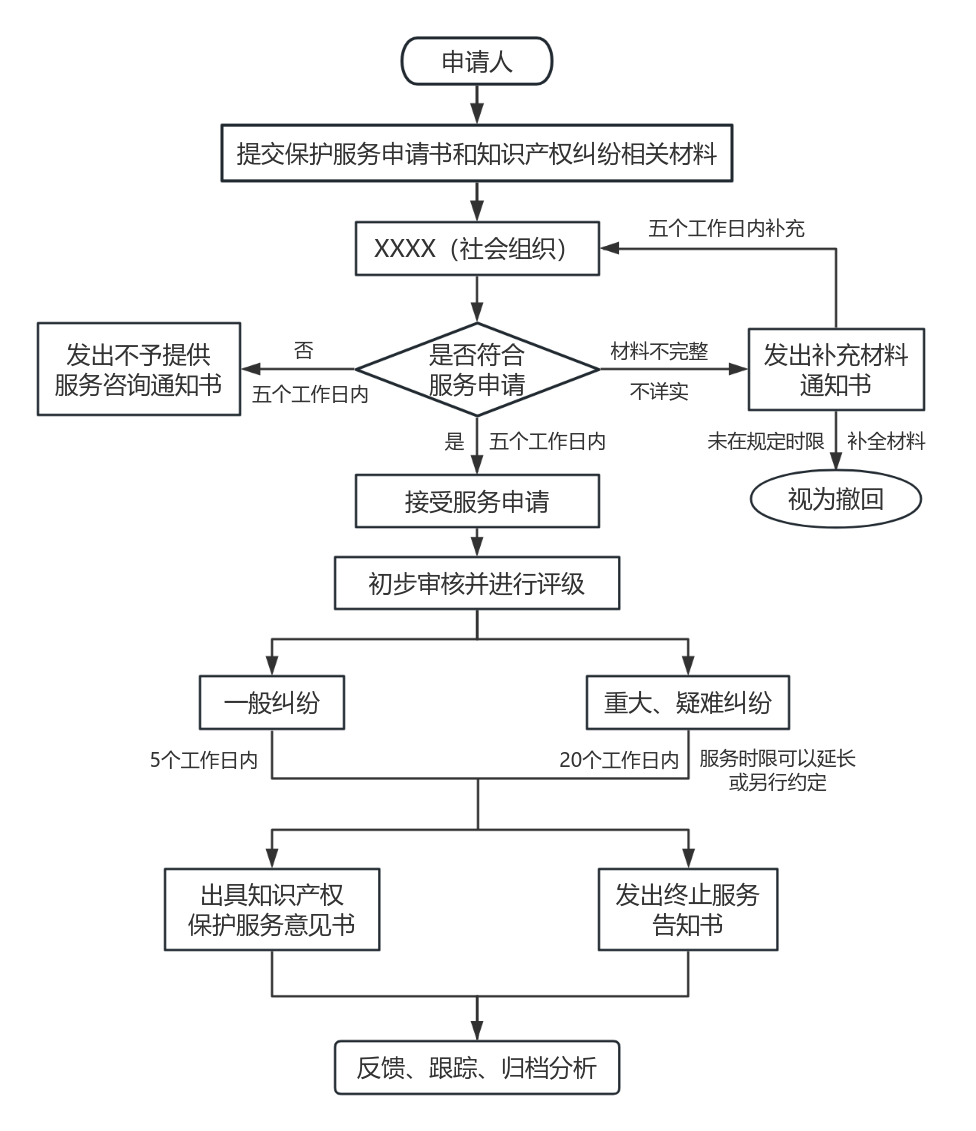 申请人
提交保护服务申请书和知识产权纠纷相关材料
五个工作日内补充
XXXX（社会组织）
发出不予提供
服务咨询通知书
否
五个工作日内
是否符合
服务申请
材料不完整
不详实
发出补充材料
通知书
是
五个工作日内
未在规定时限
补全材料
视为撤回
接受服务申请
初步审核并进行评级
一般纠纷
重大、疑难纠纷
5个工作日内
20个工作日内
服务时限可以延长
或另行约定
出具知识产权
保护服务意见书
发出终止服务
告知书
反馈、跟踪、归档分析